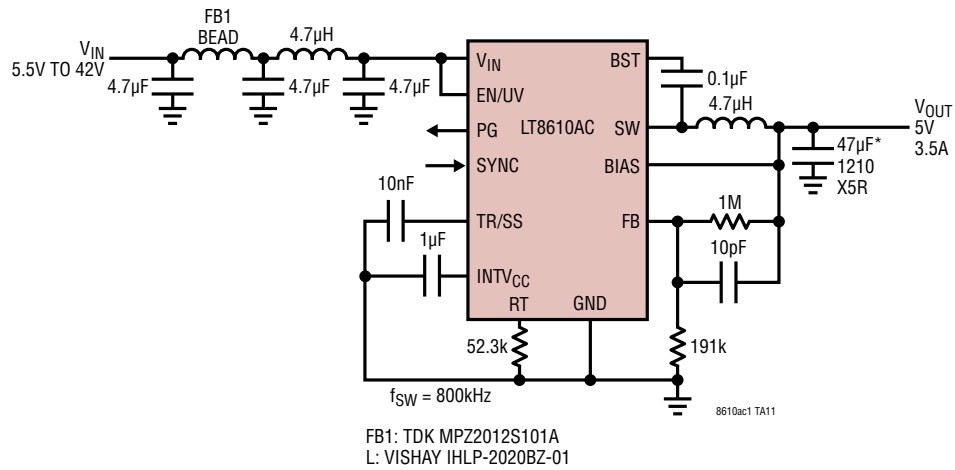 FB1
BEAD
4.7µH
VIN
5.5V TO 42V
4.7µF
4.7µF
4.7µF
VIN
EN/UV
PG
SYNC
TR/SS
INTVCC
RT
GND
LT8610AC
BST
SW
BIAS
FB
0.1µF
4.7µH
VOUT
5V
3.5A
47µF*
1210
X5R
10nF
1µF
1M
10pF
52.3k
191k
fSW = 800kHz
8610ac1 TA11
FB1: TDK MPZ2012S101A
L: VISHAY IHLP-2020BZ-01